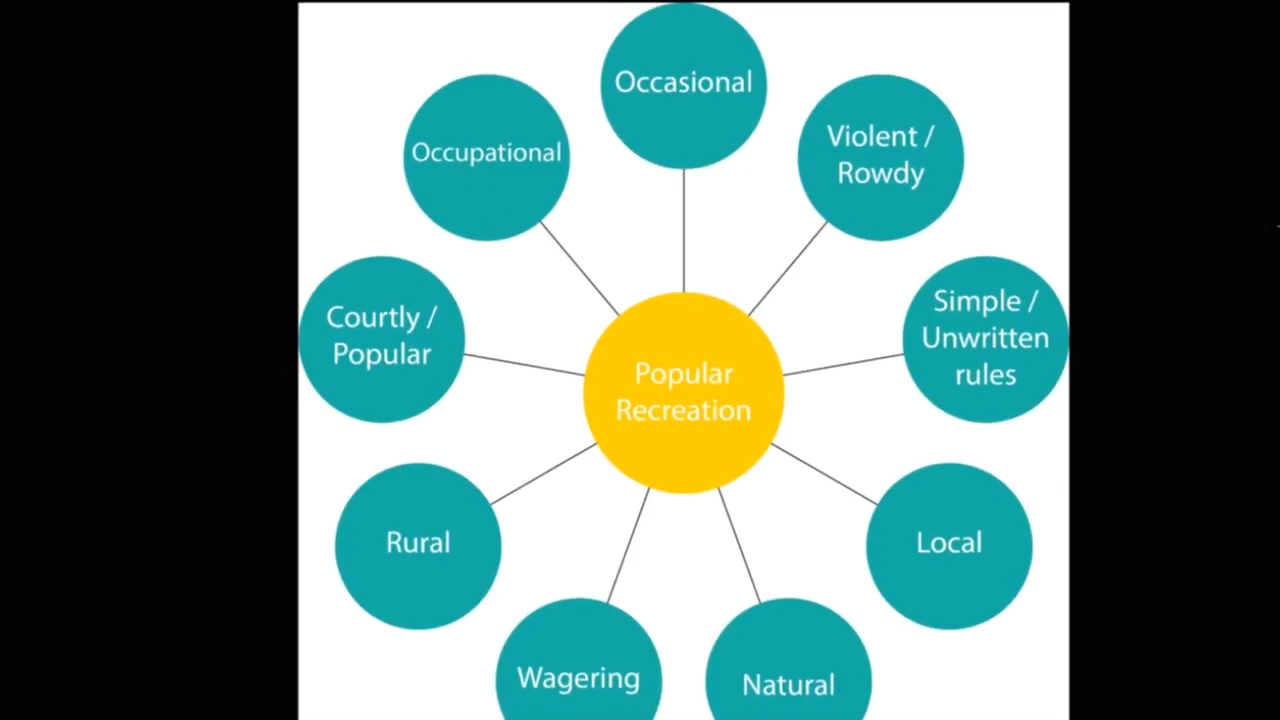 Occasional
Violent /
Rowdy
Simple /
Unwritten
rules
Local
Natural
Wagering
Rural
Courtly /
Popular
Occupational
Popular
Recreation